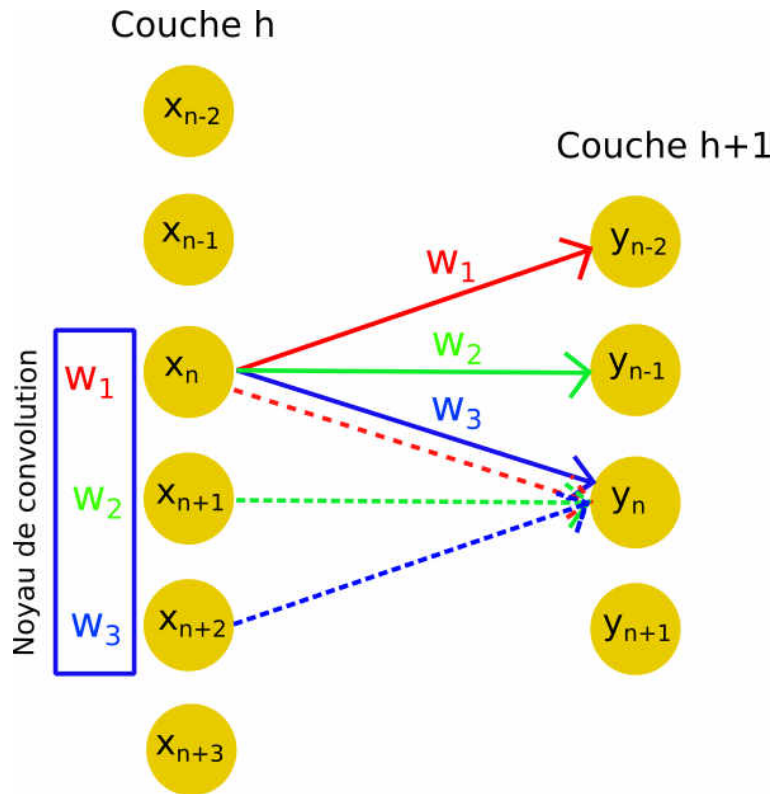 Couche h
x_{n-2}
Couche h+1
x_{n-1}
y_{n-2}
w_1
w_2
x_n
y_{n-1}
w_1
w_3
w_2
x_{n+1}
y_n
w_3
x_{n+2}
y_{n+1}
x_{n+3}
Noyau de convolution